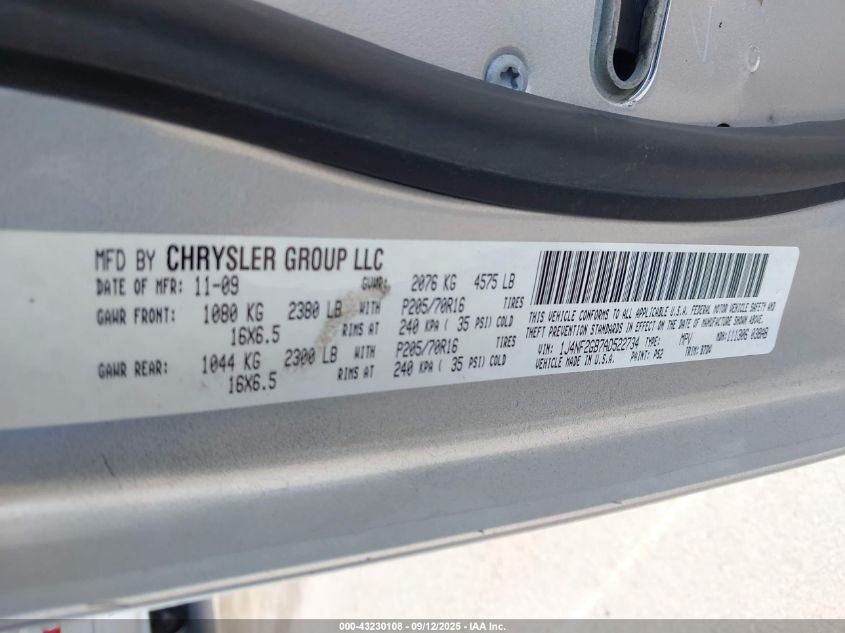 MFD BY CHRYSLER GROUP LLC
DATE OF MFR: 11-09 GVWR: 2076 KG 4575 LB
GAWR FRONT: 1080 KG 2380 LB WITH P205/70R16 TIRES
16X6.5 RIMS AT 240 KPA ( 35 PSI) COLD
GAWR REAR: 1044 KG 2300 LB WITH P205/70R16 TIRES
16X6.5 RIMS AT 240 KPA ( 35 PSI) COLD
THIS VEHICLE CONFORMS TO ALL APPLICABLE U.S.A. FEDERAL MOTOR VEHICLE SAFETY AND
THEFT PREVENTION STANDARDS IN EFFECT ON THE DATE OF MANUFACTURE SHOWN ABOVE.
VIN: 1J4NF2GB7AD522734 TYPE: MPV MDH:111306 038AB
VEHICLE MADE IN U.S.A. PAINT: PS2 TRIM:
000-43230108 - 09/12/2025 - IAA Inc.